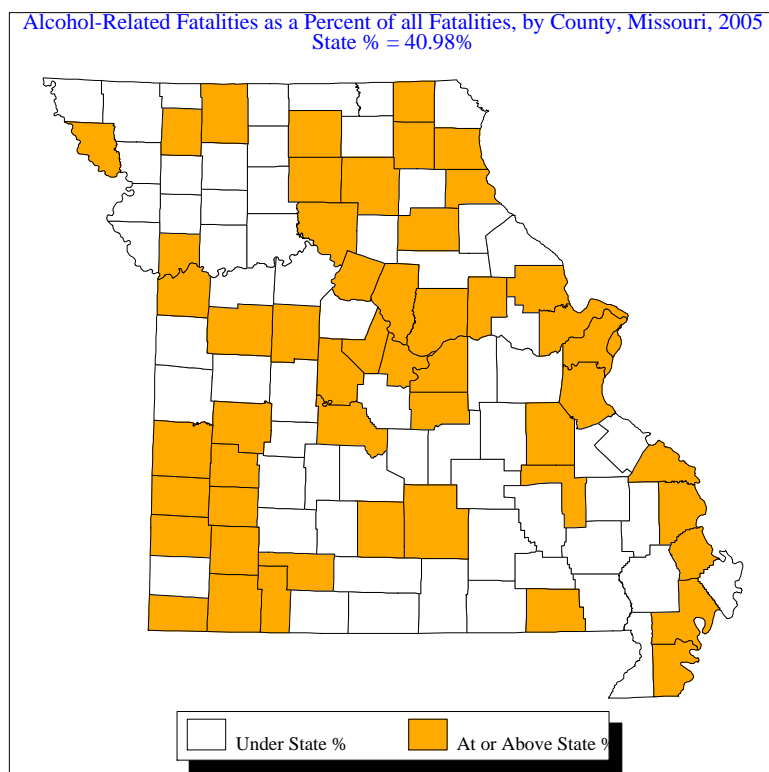 Alcohol-Related Fatalities as a Percent of all Fatalities, by County, Missouri, 2005
State % = 40.98%
Under State % At or Above State %